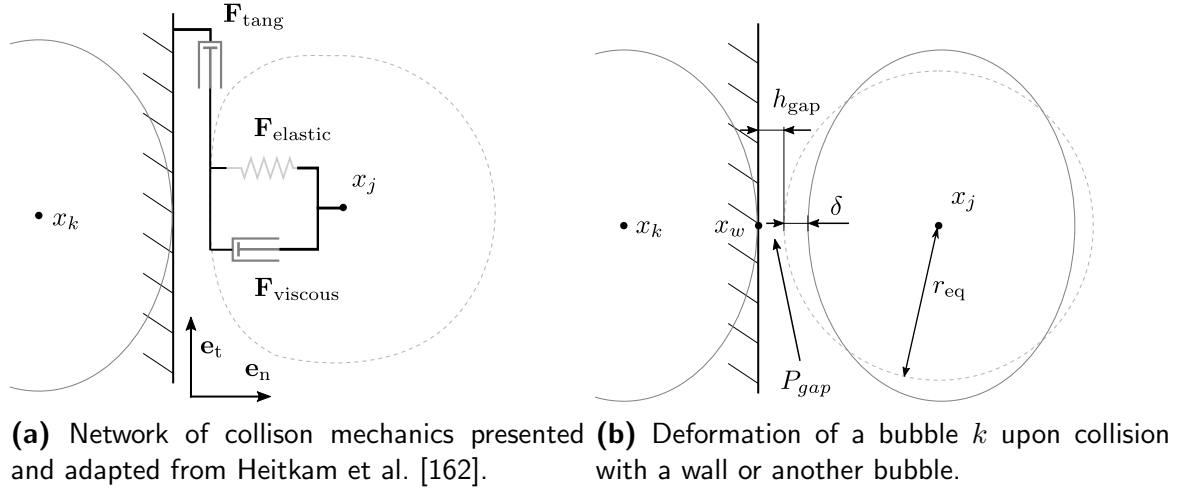 F_tang
F_elastic
x_j
x_k
F_viscous
e_t
e_n
h_gap
δ
x_j
x_k
x_w
r_eq
P_gap
(a) Network of collison mechanics presented
and adapted from Heitkam et al. [162].
(b) Deformation of a bubble k upon collision
with a wall or another bubble.